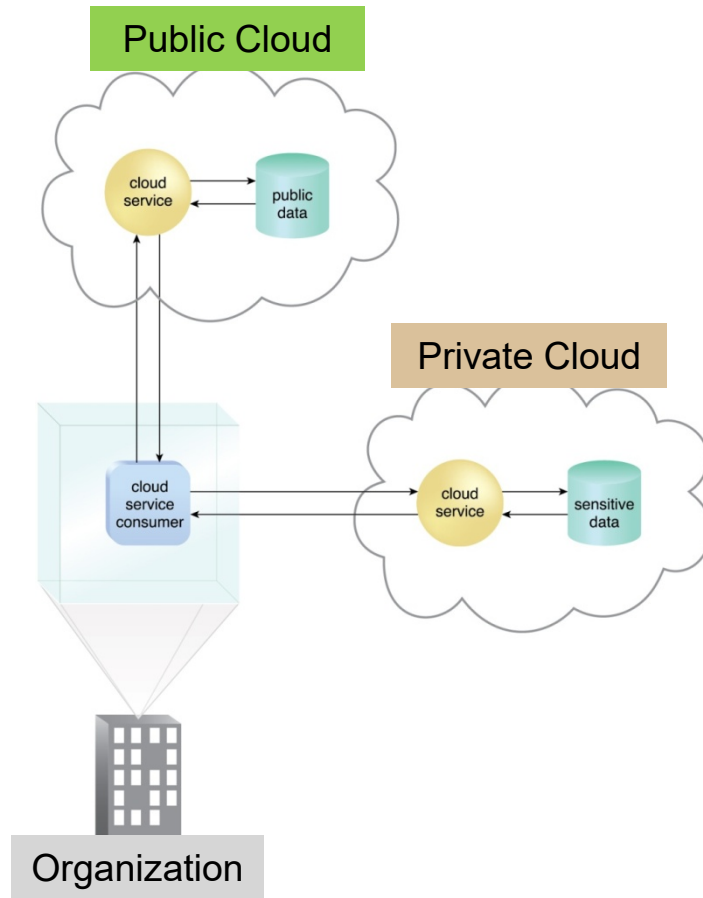 Public Cloud
cloud
service
public
data
Private Cloud
cloud
service
consumer
cloud
service
sensitive
data
Organization